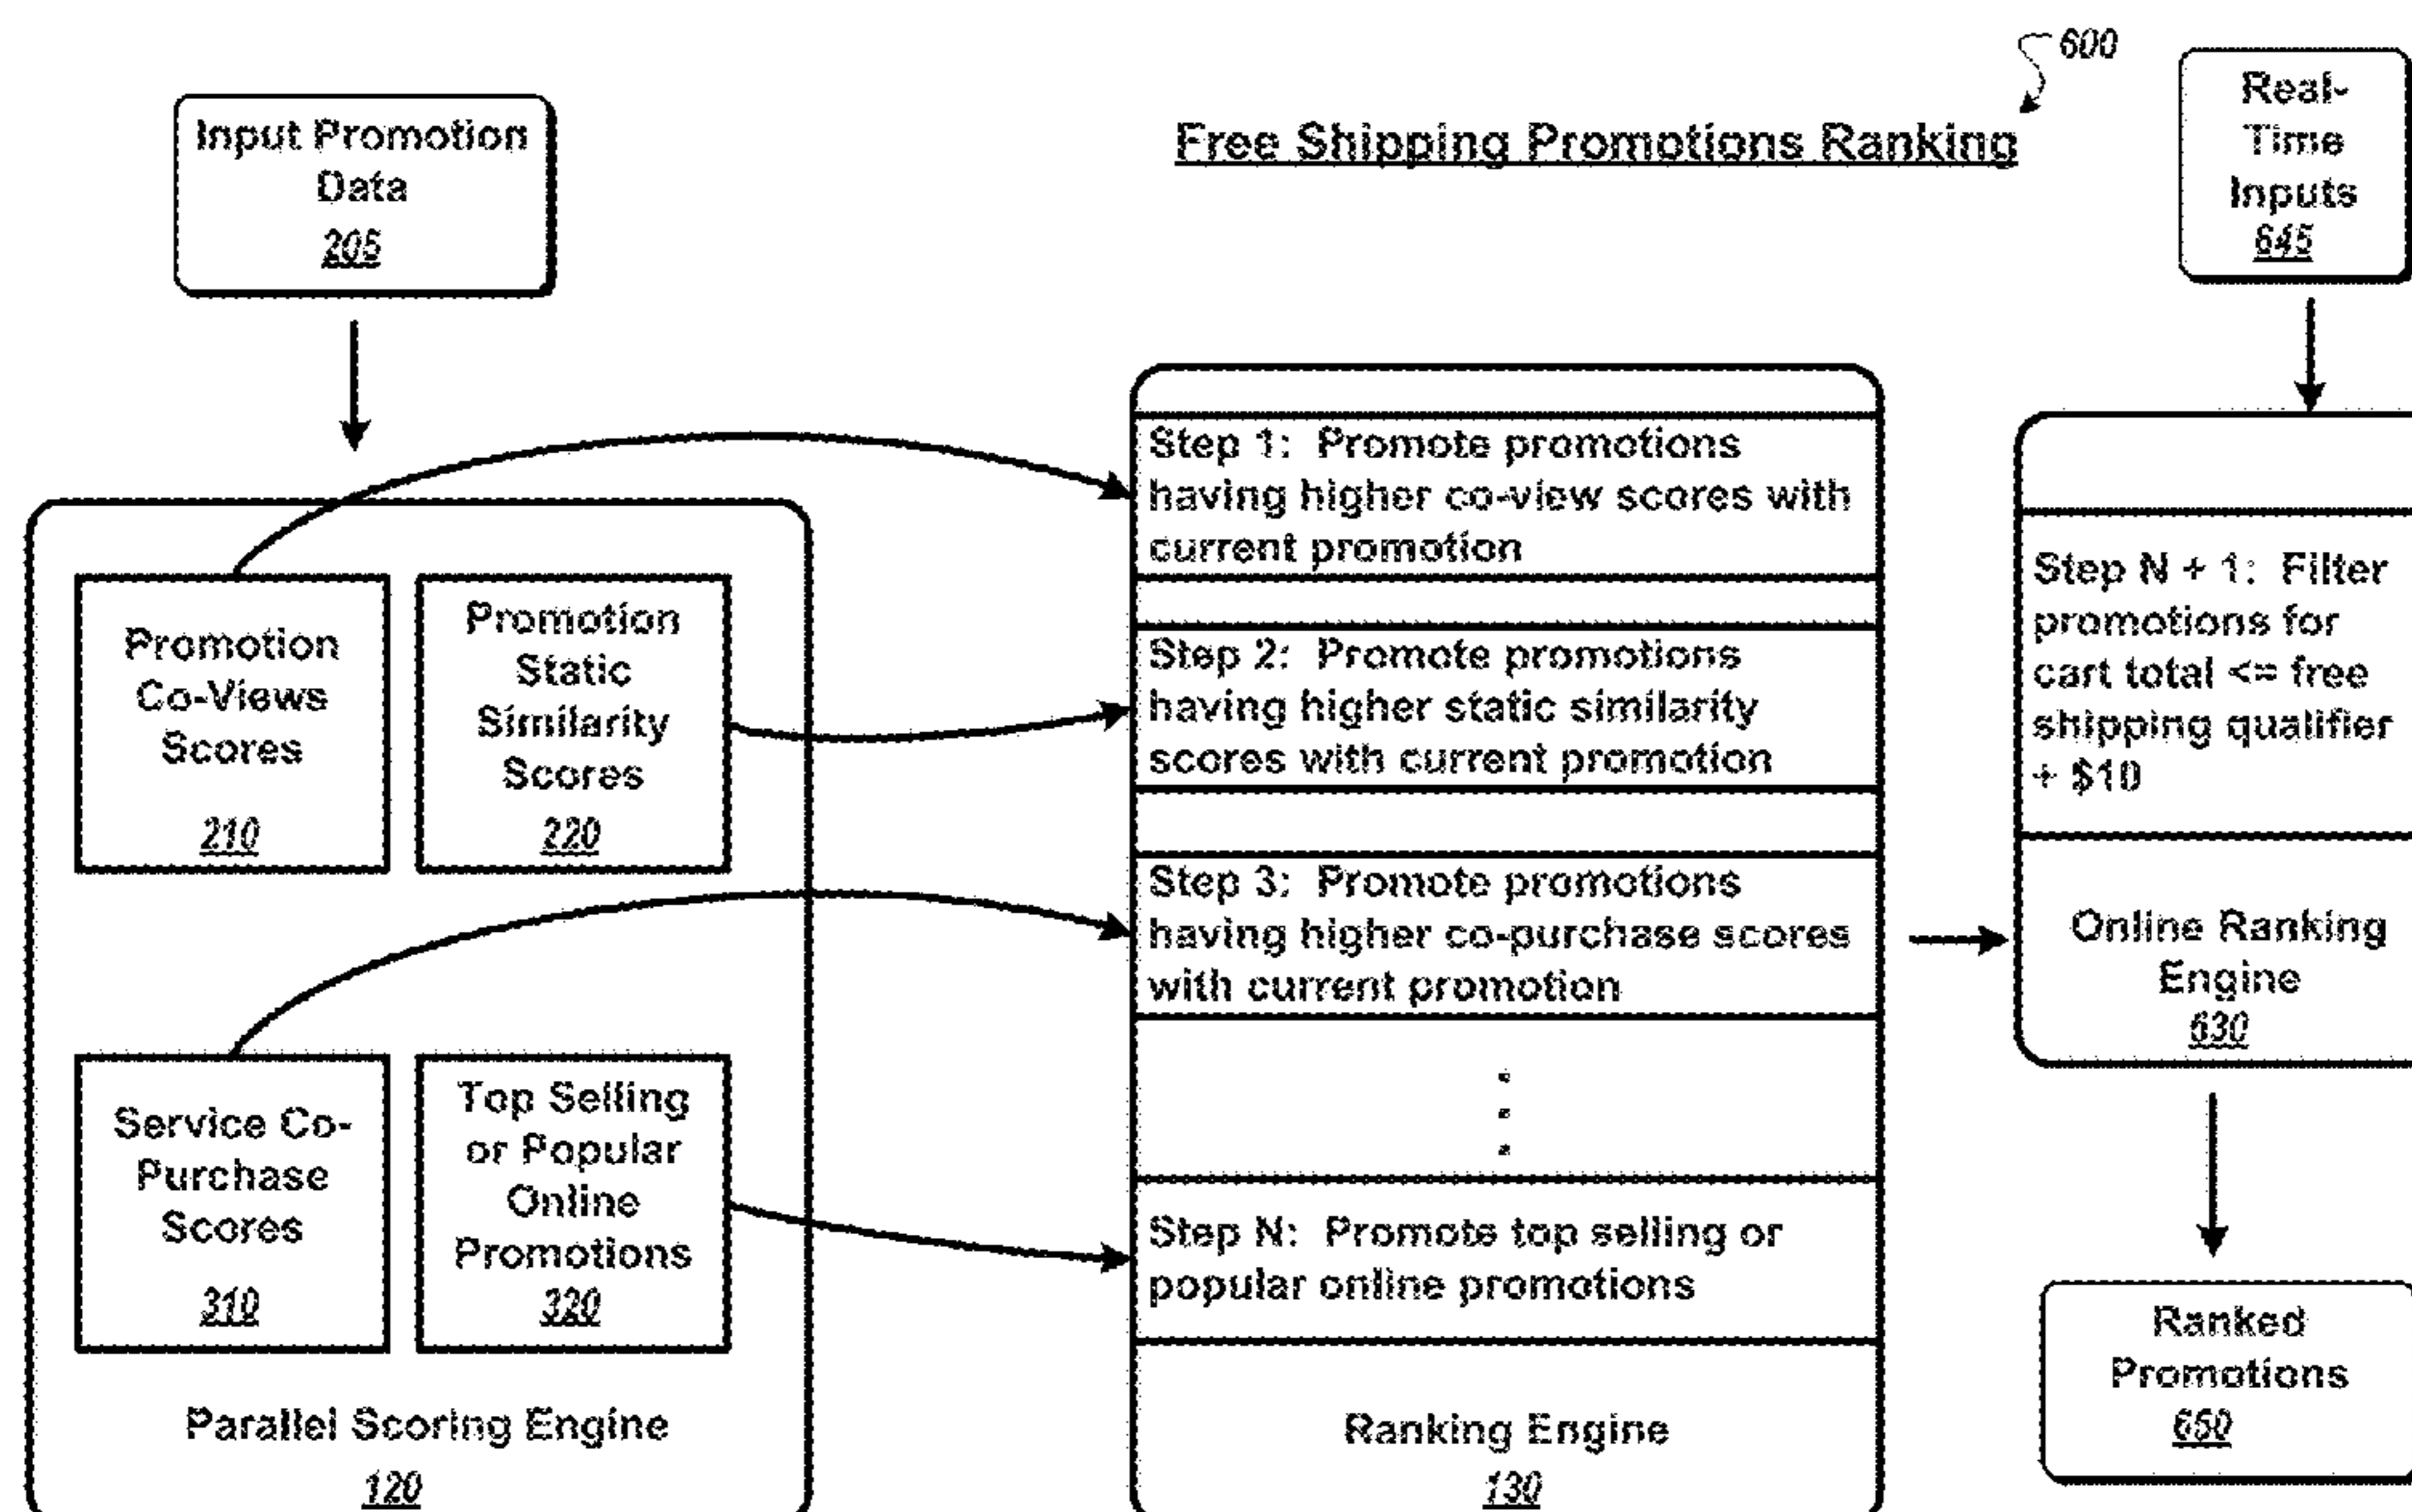 600
Free Shipping Promotions Ranking
Input Promotion
Data
205
Real-
Time
Inputs
645
Promotion
Co-Views
Scores
210
Promotion
Static
Similarity
Scores
220
Service Co-
Purchase
Scores
310
Top Selling
or Popular
Online
Promotions
320
Parallel Scoring Engine
120
Step 1: Promote promotions
having higher co-view scores with
current promotion
Step 2: Promote promotions
having higher static similarity
scores with current promotion
Step 3: Promote promotions
having higher co-purchase scores
with current promotion
Step N: Promote top selling or
popular online promotions
Ranking Engine
130
Step N + 1: Filter
promotions for
cart total <= free
shipping qualifier
+ $10
Online Ranking
Engine
630
Ranked
Promotions
650